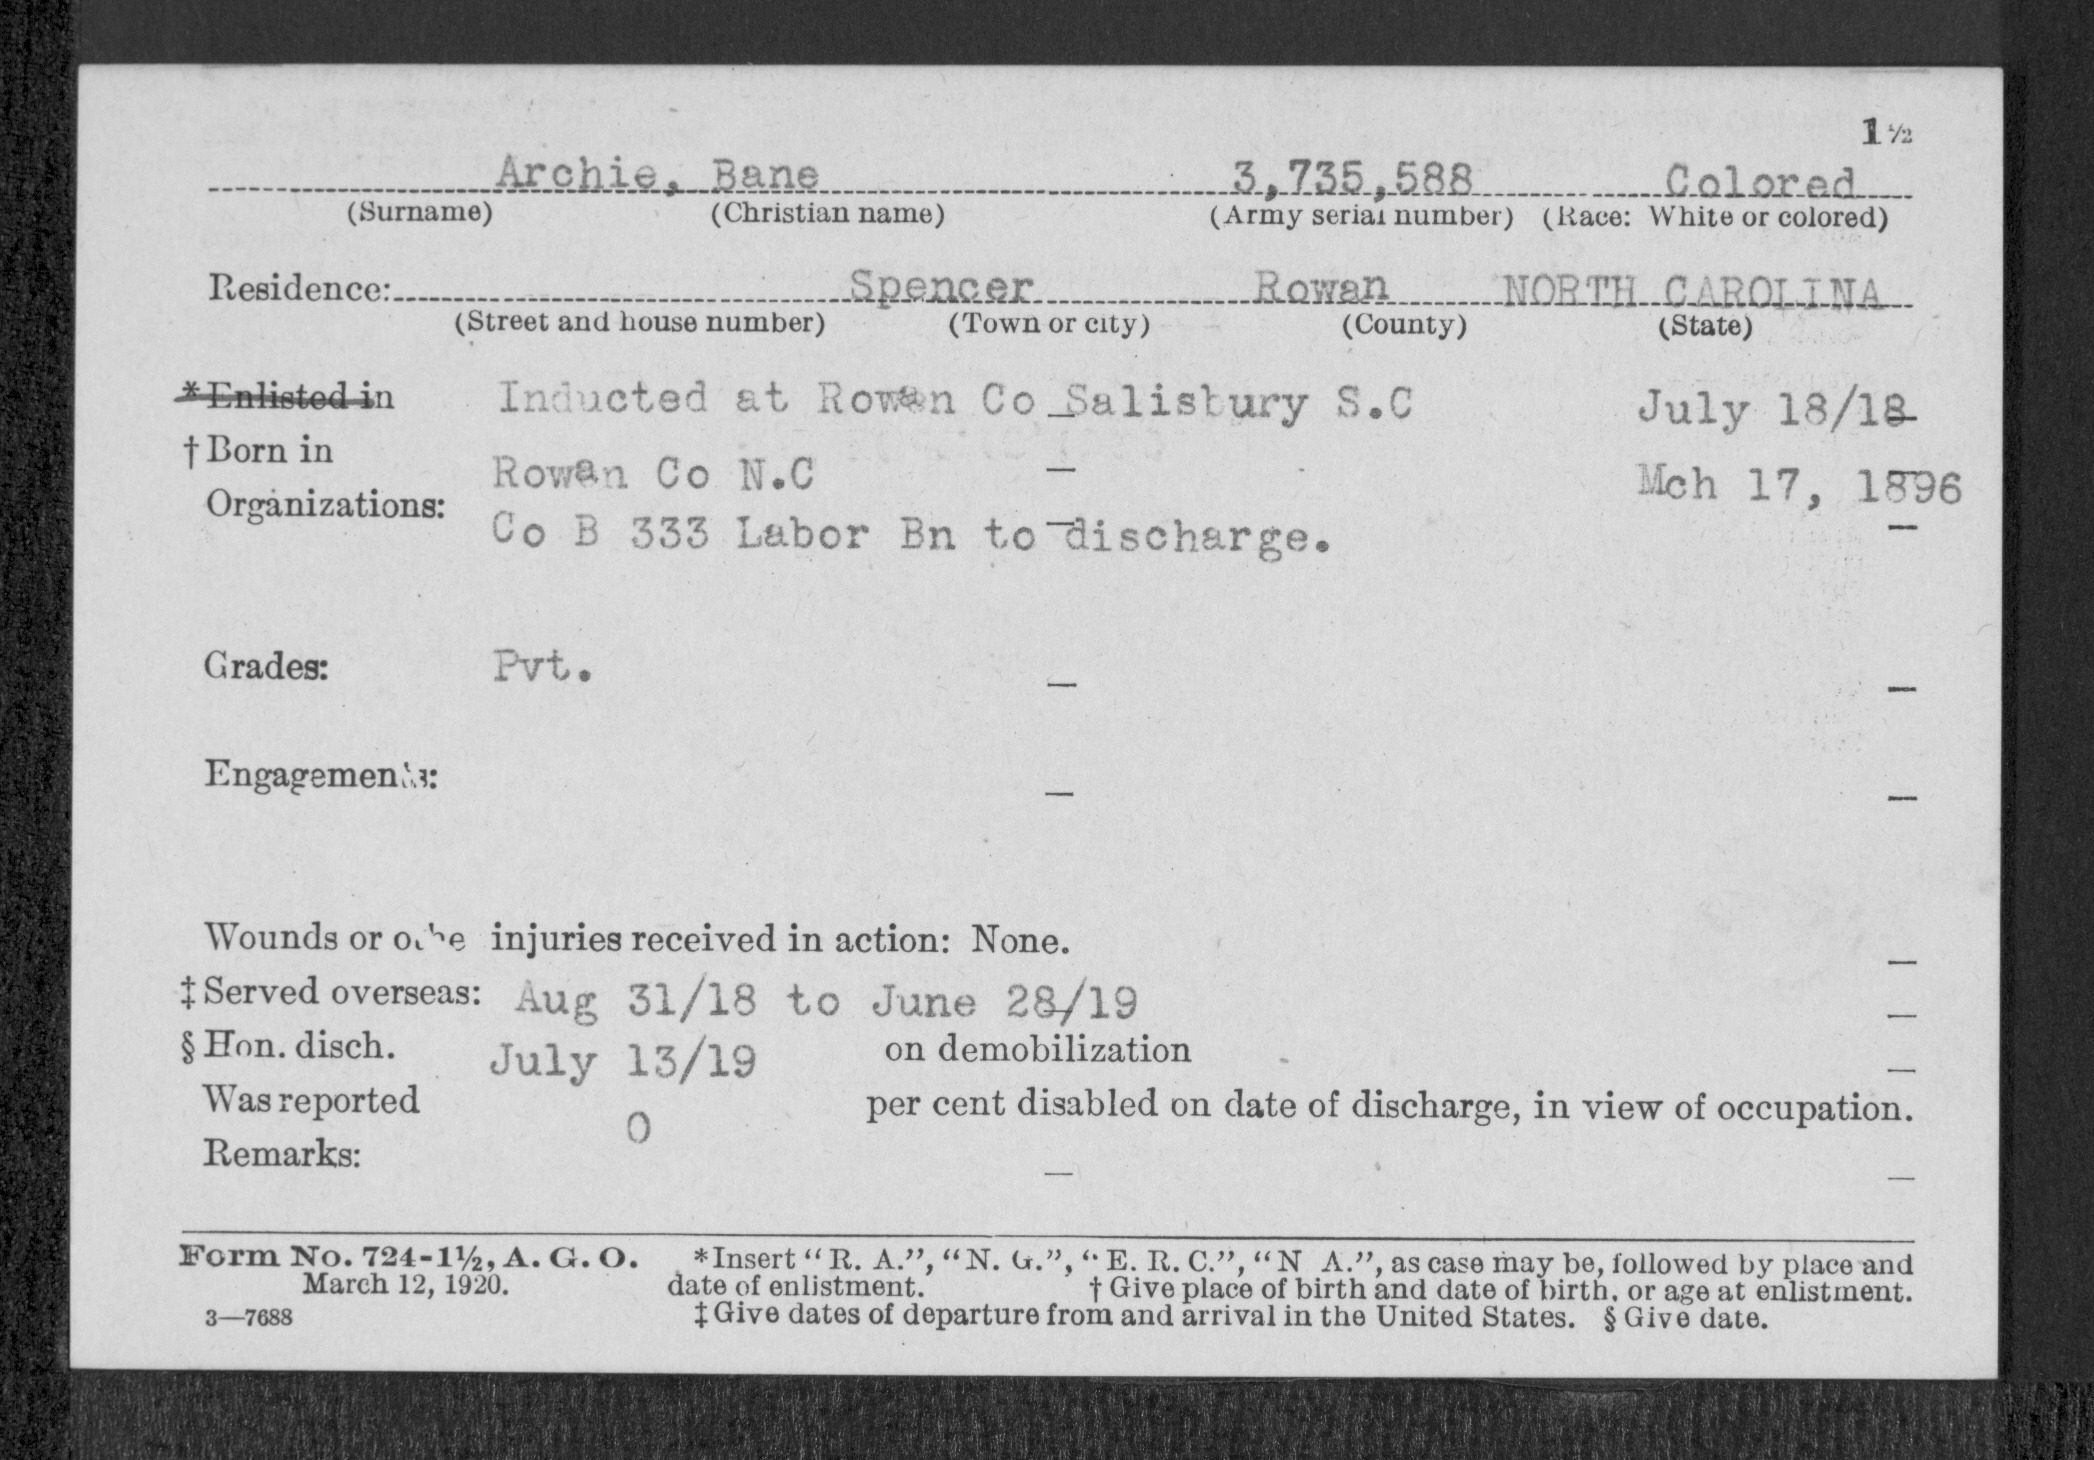 1 ½
Archie, Bane 3,735,588 Colored
(Surname) (Christian name) (Army serial number) (Race: White or colored)
Residence: Spencer Rowan NORTH CAROLINA
(Street and house number) (Town or city) (County) (State)
*Enlisted in Inducted at Rowan Co Salisbury S.C July 18/18
†Born in Rowan Co N.C Mch 17, 1896
Organizations: Co B 333 Labor Bn to discharge.
Grades: Pvt.
Engagements:
Wounds or othe injuries received in action: None.
‡Served overseas: Aug 31/18 to June 28/19
§Hon. disch. July 13/19 on demobilization
Was reported 0 per cent disabled on date of discharge, in view of occupation.
Remarks:
Form No. 724-1½, A. G. O. *Insert "R. A.", "N. G.", "E. R. C.", "N A.", as case may be, followed by place and
March 12, 1920. date of enlistment. †Give place of birth and date of birth, or age at enlistment.
3—7688 ‡Give dates of departure from and arrival in the United States. §Give date.